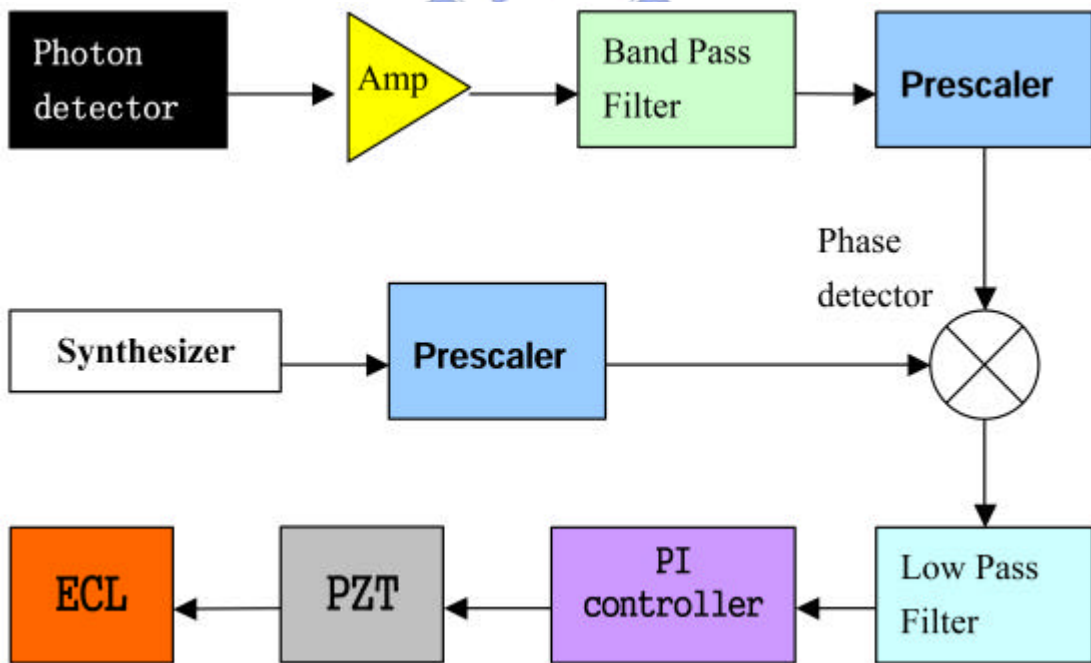 Photon
detector
Amp
Band Pass
Filter
Prescaler
Phase
detector
Synthesizer
Prescaler
ECL
PZT
PI
controller
Low Pass
Filter